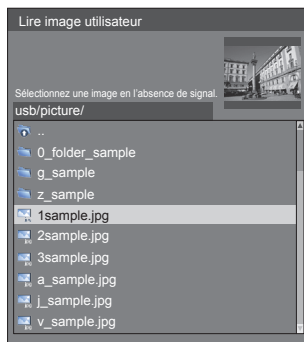 Lire image utilisateur
Sélectionnez une image en l'absence de signal.
usb/picture/
..
0_folder_sample
g_sample
z_sample
1sample.jpg
2sample.jpg
3sample.jpg
a_sample.jpg
j_sample.jpg
v_sample.jpg